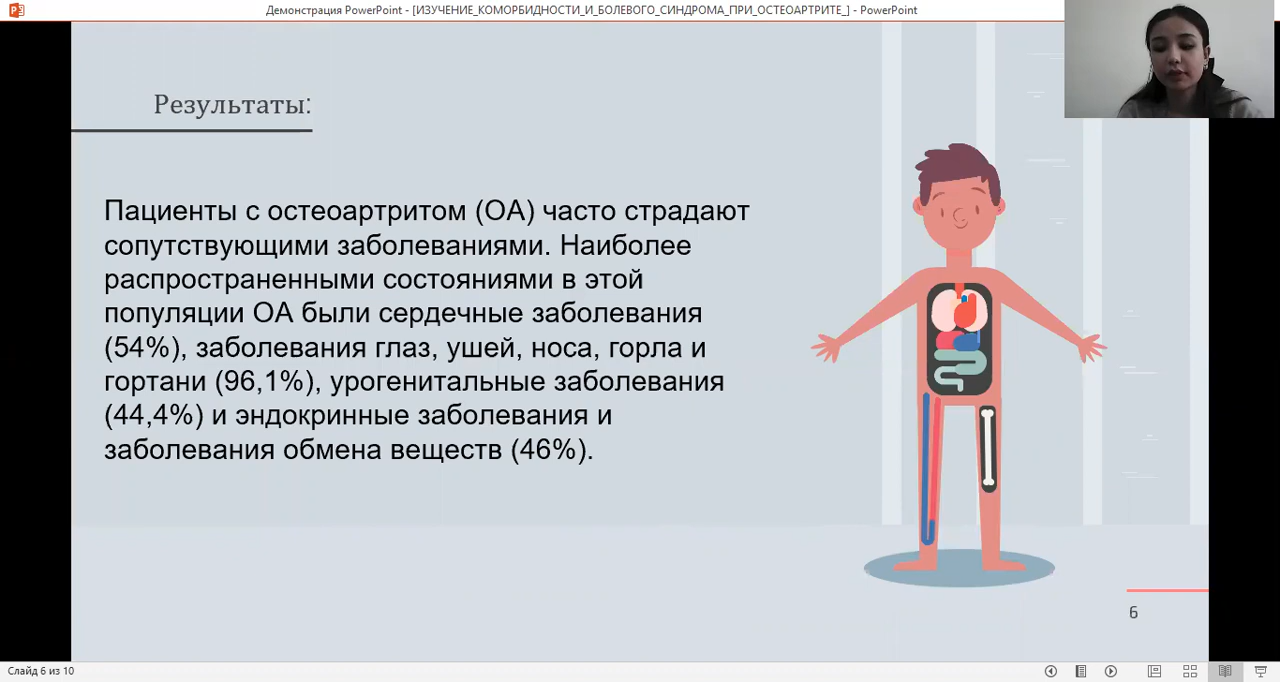 Демонстрация PowerPoint - [ИЗУЧЕНИЕ_КОМОРБИДНОСТИ_И_БОЛЕВОГО_СИНДРОМА_ПРИ_ОСТЕОАРТРИТЕ_] - PowerPoint
Результаты:
Пациенты с остеоартритом (ОА) часто страдают
сопутствующими заболеваниями. Наиболее
распространенными состояниями в этой
популяции ОА были сердечные заболевания
(54%), заболевания глаз, ушей, носа, горла и
гортани (96,1%), урогенитальные заболевания
(44,4%) и эндокринные заболевания и
заболевания обмена веществ (46%).
6
Слайд 6 из 10